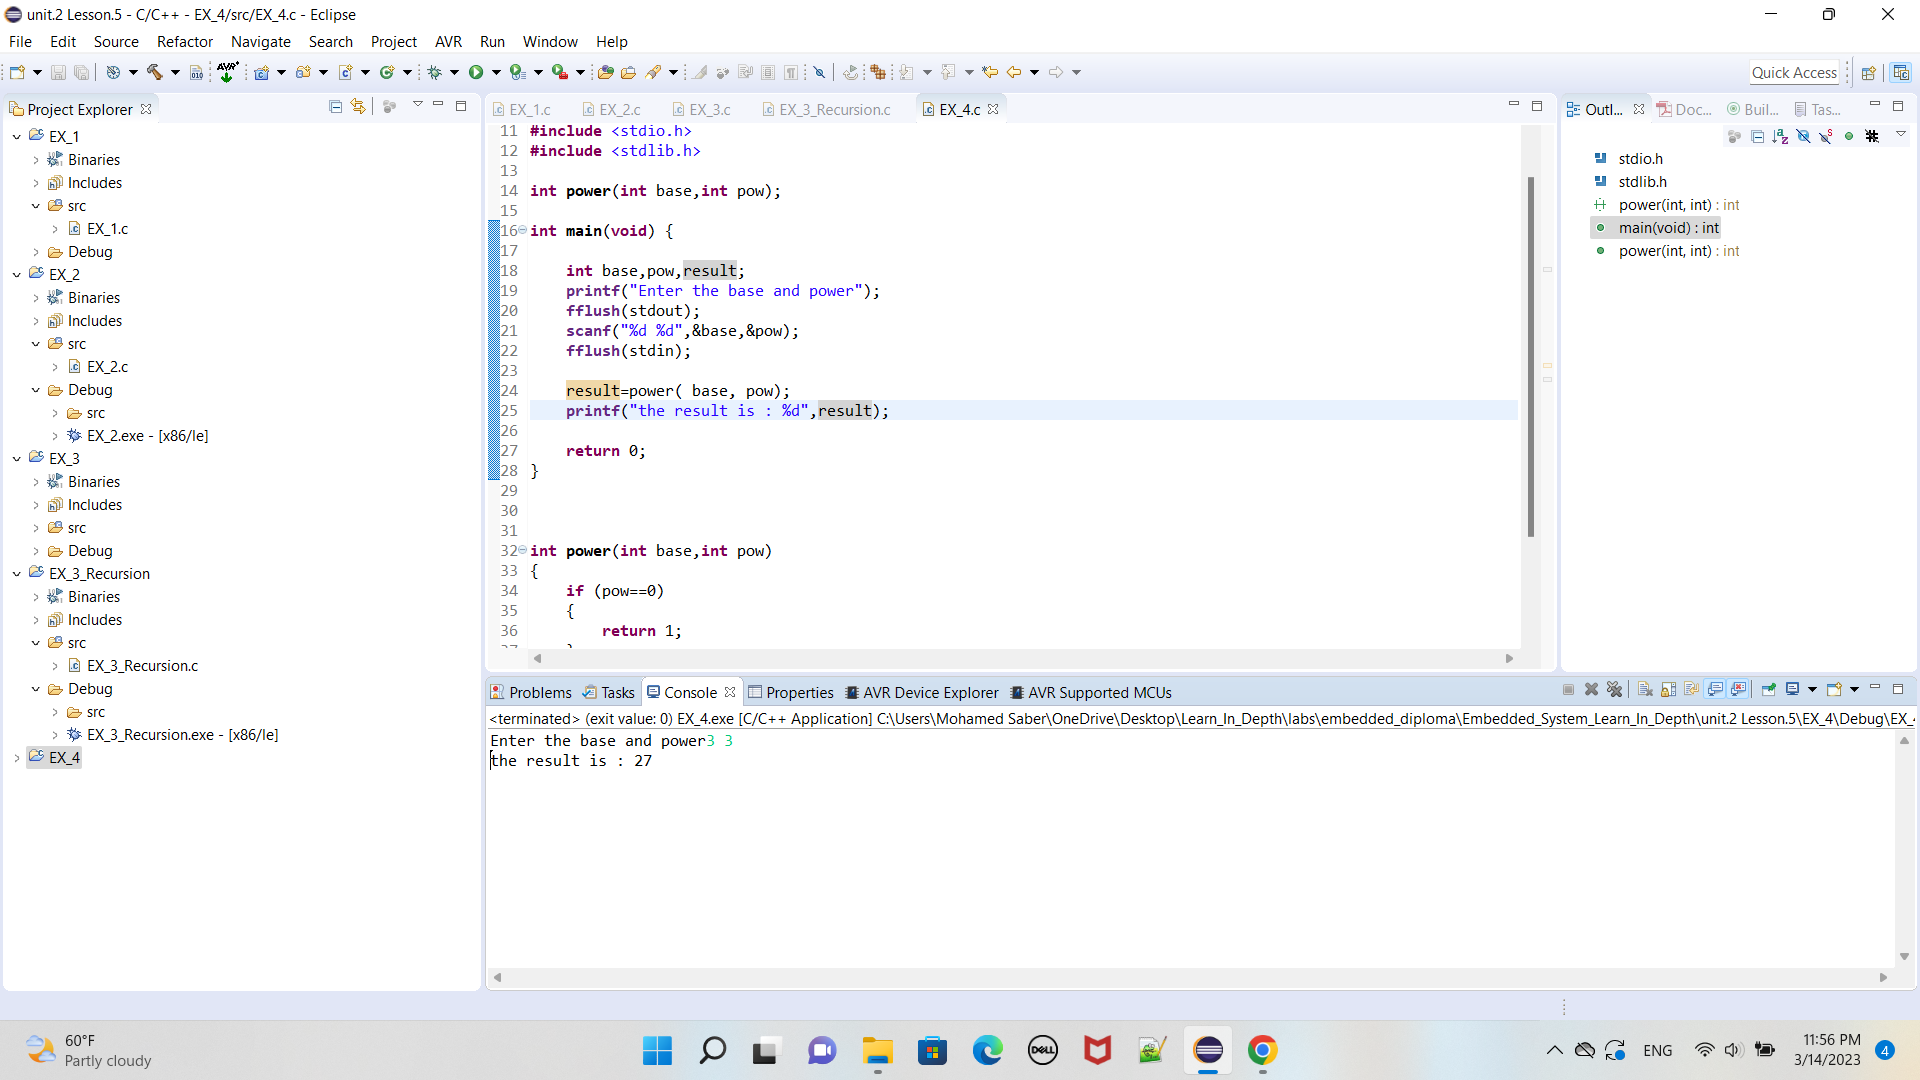 unit.2 Lesson.5 - C/C++ - EX_4/src/EX_4.c - Eclipse
File Edit Source Refactor Navigate Search Project AVR Run Window Help
Quick Access
Project Explorer
EX_1
Binaries
Includes
src
EX_1.c
Debug
EX_2
Binaries
Includes
src
EX_2.c
Debug
src
EX_2.exe - [x86/le]
EX_3
Binaries
Includes
src
Debug
EX_3_Recursion
Binaries
Includes
src
EX_3_Recursion.c
Debug
src
EX_3_Recursion.exe - [x86/le]
EX_4
EX_1.c EX_2.c EX_3.c EX_3_Recursion.c EX_4.c
11 #include <stdio.h>
12 #include <stdlib.h>
13
14 int power(int base,int pow);
15
16 int main(void) {
17
18 int base,pow,result;
19 printf("Enter the base and power");
20 fflush(stdout);
21 scanf("%d %d",&base,&pow);
22 fflush(stdin);
23
24 result=power( base, pow);
25 printf("the result is : %d",result);
26
27 return 0;
28 }
29
30
31
32 int power(int base,int pow)
33 {
34 if (pow==0)
35 {
36 return 1;
Outl... Doc... Buil... Tas...
stdio.h
stdlib.h
power(int, int) : int
main(void) : int
power(int, int) : int
Problems Tasks Console Properties AVR Device Explorer AVR Supported MCUs
<terminated> (exit value: 0) EX_4.exe [C/C++ Application] C:\Users\Mohamed Saber\OneDrive\Desktop\Learn_In_Depth\labs\embedded_diploma\Embedded_System_Learn_In_Depth\unit.2 Lesson.5\EX_4\Debug\EX_
Enter the base and power3 3
the result is : 27
60°F
Partly cloudy
DELL
ENG
11:56 PM
3/14/2023
4